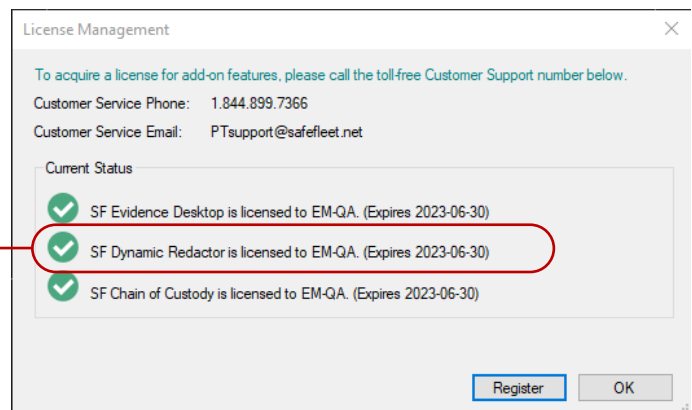 License Management
To acquire a license for add-on features, please call the toll-free Customer Support number below.
Customer Service Phone: 1.844.899.7366
Customer Service Email: PTsupport@safefleet.net
Current Status
SF Evidence Desktop is licensed to EM-QA. (Expires 2023-06-30)
SF Dynamic Redactor is licensed to EM-QA. (Expires 2023-06-30)
SF Chain of Custody is licensed to EM-QA. (Expires 2023-06-30)
Register OK